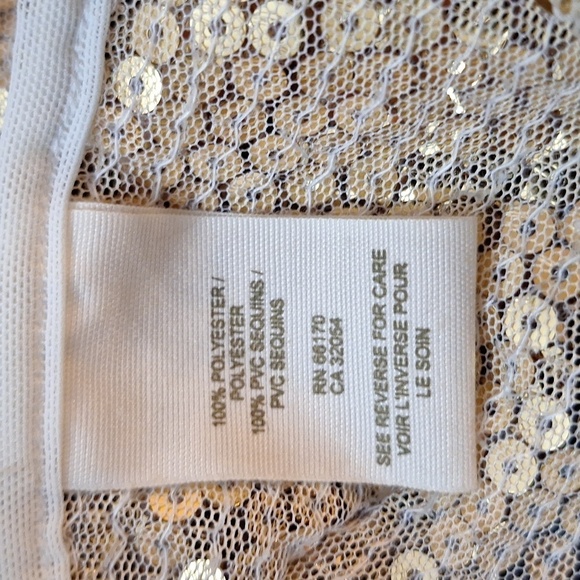 100% POLYESTER /
POLYESTER
100% PVC SEQUINS /
PVC SEQUINS
RN 66170
CA 32064
SEE REVERSE FOR CARE
VOIR L'INVERSE POUR
LE SOIN